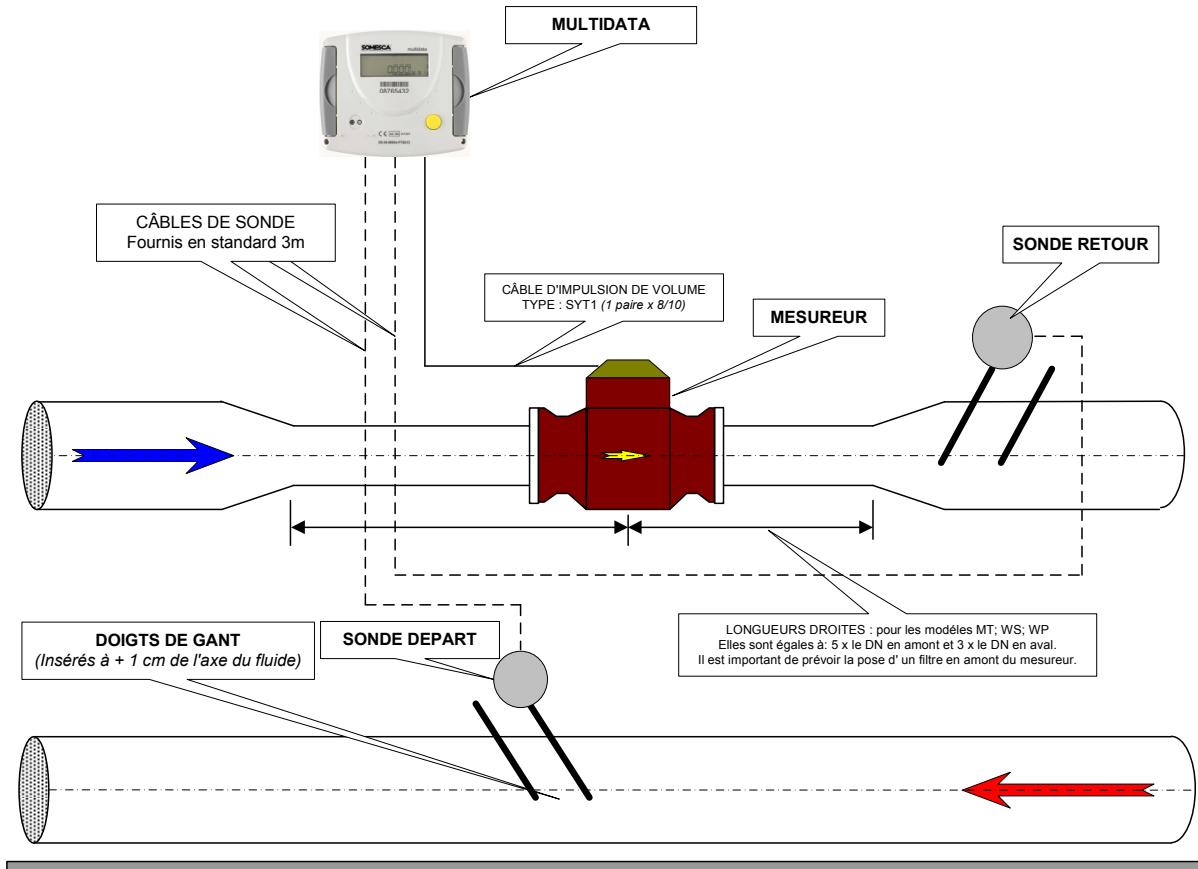 MULTIDATA
SOMESCA
multidata
08765432
CÂBLES DE SONDE
Fournis en standard 3m
SONDE RETOUR
CÂBLE D'IMPULSION DE VOLUME
TYPE : SYT1 (1 paire x 8/10)
MESUREUR
LONGUEURS DROITES : pour les modéles MT; WS; WP
Elles sont égales à: 5 x le DN en amont et 3 x le DN en aval.
Il est important de prévoir la pose d' un filtre en amont du mesureur.
DOIGTS DE GANT
(Insérés à + 1 cm de l'axe du fluide)
SONDE DEPART